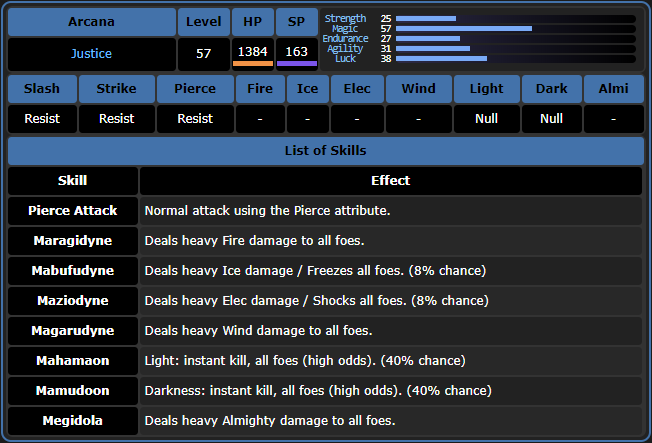 Arcana Level HP SP
Justice 57 1384 163
Strength 25
Magic 57
Endurance 27
Agility 31
Luck 38
Slash Strike Pierce Fire Ice Elec Wind Light Dark Almi
Resist Resist Resist - - - - Null Null -
List of Skills
Skill Effect
Pierce Attack Normal attack using the Pierce attribute.
Maragidyne Deals heavy Fire damage to all foes.
Mabufudyne Deals heavy Ice damage / Freezes all foes. (8% chance)
Maziodyne Deals heavy Elec damage / Shocks all foes. (8% chance)
Magarudyne Deals heavy Wind damage to all foes.
Mahamaon Light: instant kill, all foes (high odds). (40% chance)
Mamudoon Darkness: instant kill, all foes (high odds). (40% chance)
Megidola Deals heavy Almighty damage to all foes.